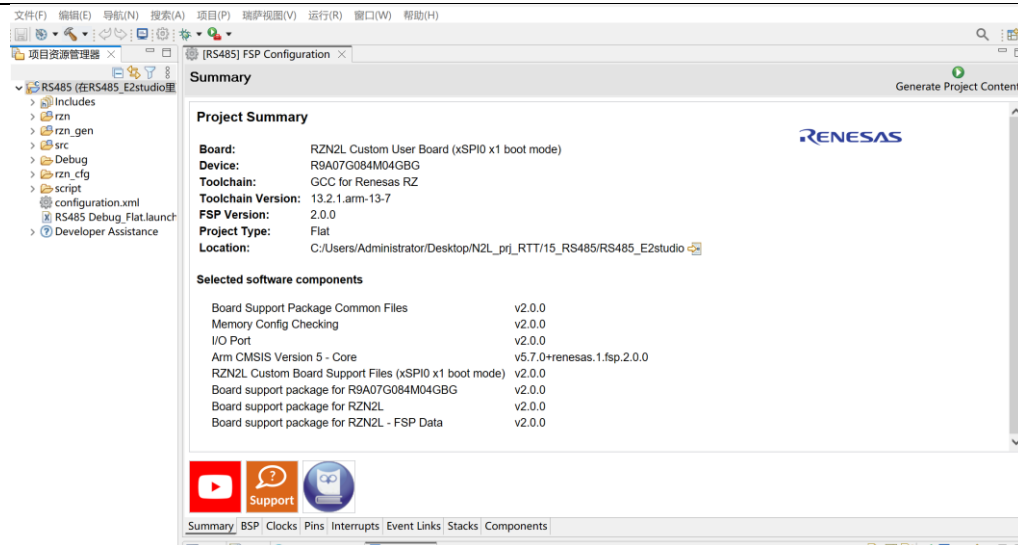 文件(F) 编辑(E) 导航(N) 搜索(A) 项目(P) 瑞萨视图(V) 运行(R) 窗口(W) 帮助(H)
项目资源管理器
[RS485] FSP Configuration
RS485 (在RS485_E2studio里
Includes
rzn
rzn_gen
src
Debug
rzn_cfg
script
configuration.xml
RS485 Debug_Flat.launch
Developer Assistance
Summary
Generate Project Content
Project Summary
RENESAS
Board: RZN2L Custom User Board (xSPI0 x1 boot mode)
Device: R9A07G084M04GBG
Toolchain: GCC for Renesas RZ
Toolchain Version: 13.2.1.arm-13-7
FSP Version: 2.0.0
Project Type: Flat
Location: C:/Users/Administrator/Desktop/N2L_prj_RTT/15_RS485/RS485_E2studio
Selected software components
Board Support Package Common Files v2.0.0
Memory Config Checking v2.0.0
I/O Port v2.0.0
Arm CMSIS Version 5 - Core v5.7.0+renesas.1.fsp.2.0.0
RZN2L Custom Board Support Files (xSPI0 x1 boot mode) v2.0.0
Board support package for R9A07G084M04GBG v2.0.0
Board support package for RZN2L v2.0.0
Board support package for RZN2L - FSP Data v2.0.0
Support
Summary BSP Clocks Pins Interrupts Event Links Stacks Components